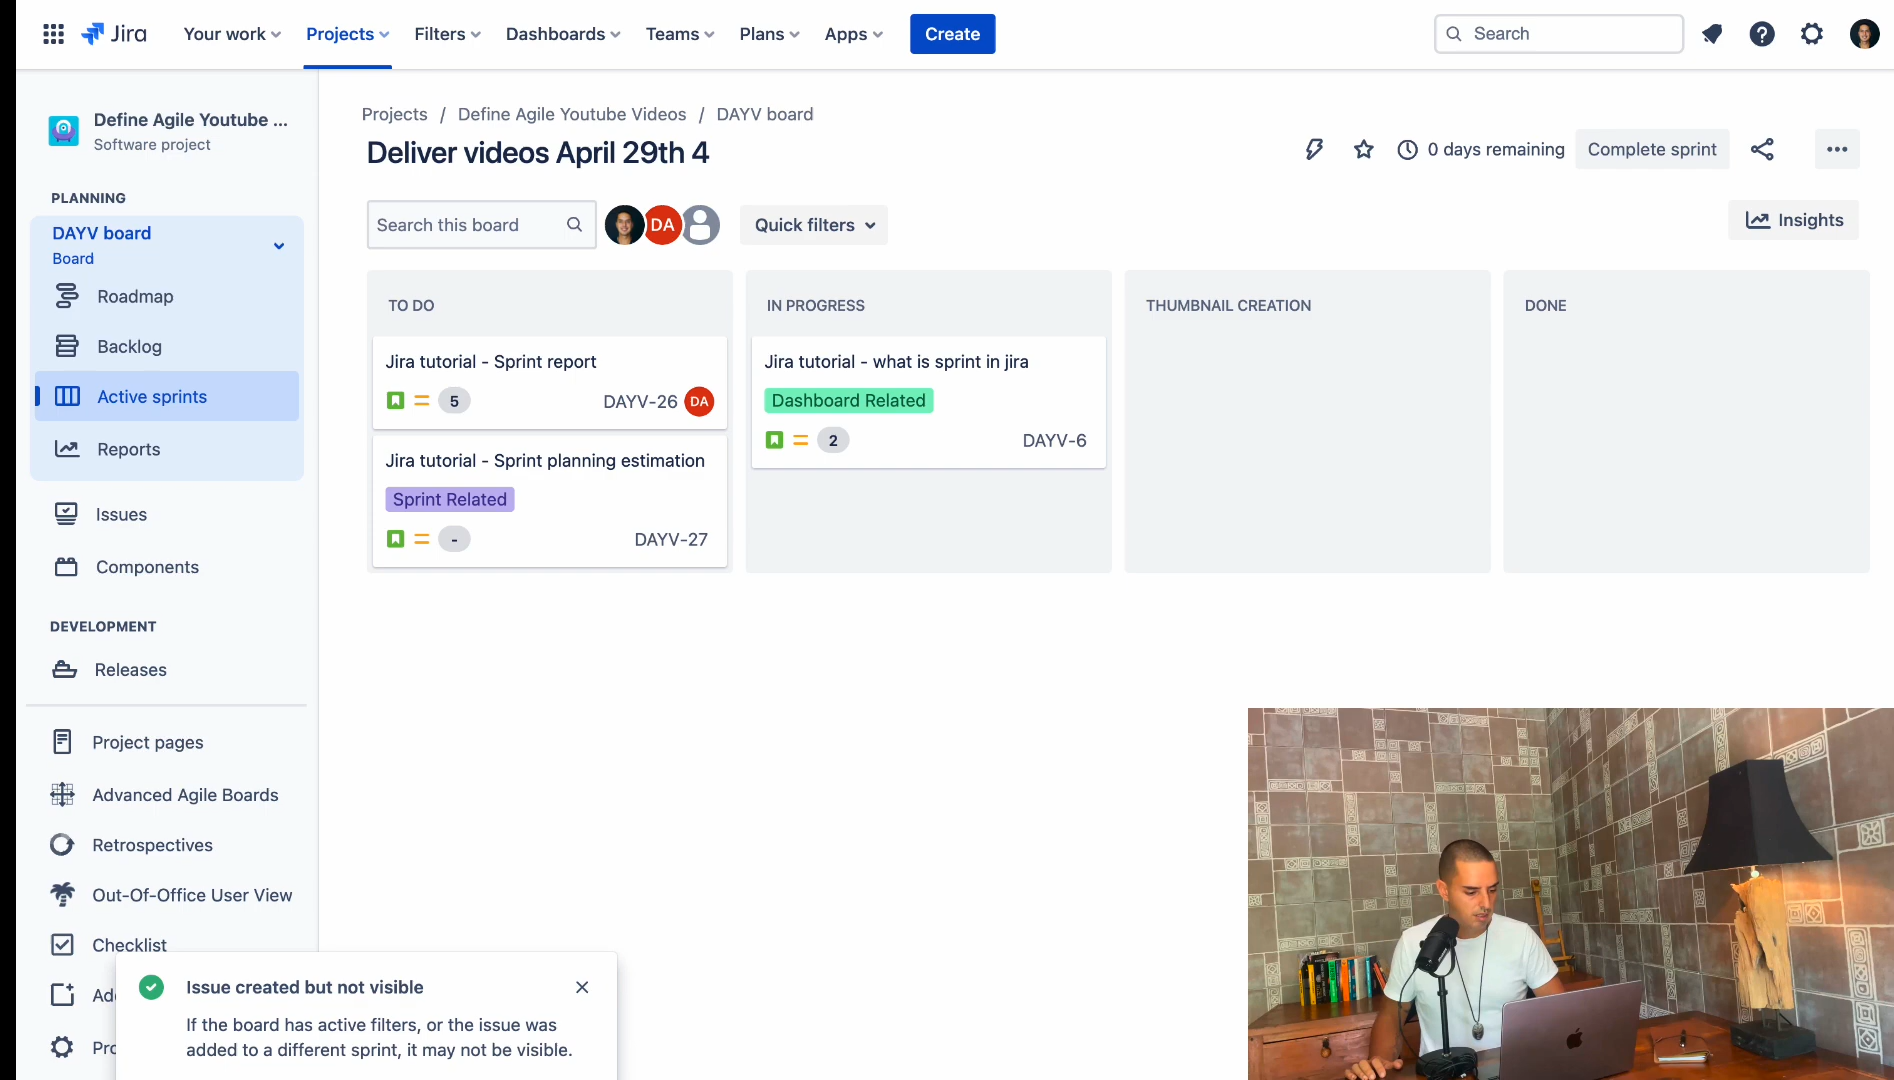 Jira
Your work
Projects
Filters
Dashboards
Teams
Plans
Apps
Create
Search
Define Agile Youtube ...
Software project
PLANNING
DAYV board
Board
Roadmap
Backlog
Active sprints
Reports
Issues
Components
DEVELOPMENT
Releases
Project pages
Advanced Agile Boards
Retrospectives
Out-Of-Office User View
Checklist
Projects / Define Agile Youtube Videos / DAYV board
Deliver videos April 29th 4
0 days remaining
Complete sprint
Search this board
DA
Quick filters
Insights
TO DO
Jira tutorial - Sprint report
5
DAYV-26
DA
Jira tutorial - Sprint planning estimation
Sprint Related
-
DAYV-27
IN PROGRESS
Jira tutorial - what is sprint in jira
Dashboard Related
2
DAYV-6
THUMBNAIL CREATION
DONE
Issue created but not visible
If the board has active filters, or the issue was
added to a different sprint, it may not be visible.